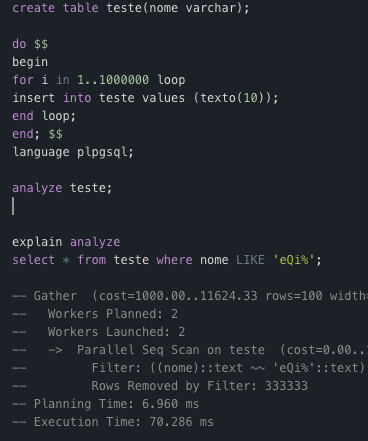 create table teste(nome varchar);
do $$
begin
for i in 1..1000000 loop
insert into teste values (texto(10));
end loop;
end; $$
language plpgsql;
analyze teste;
explain analyze
select * from teste where nome LIKE 'eQi%';
-- Gather  (cost=1000.00..11624.33 rows=100 width=
--   Workers Planned: 2
--   Workers Launched: 2
--   ->  Parallel Seq Scan on teste  (cost=0.00..
--         Filter: ((nome)::text ~~ 'eQi%'::text)
--         Rows Removed by Filter: 333333
-- Planning Time: 6.960 ms
-- Execution Time: 70.286 ms